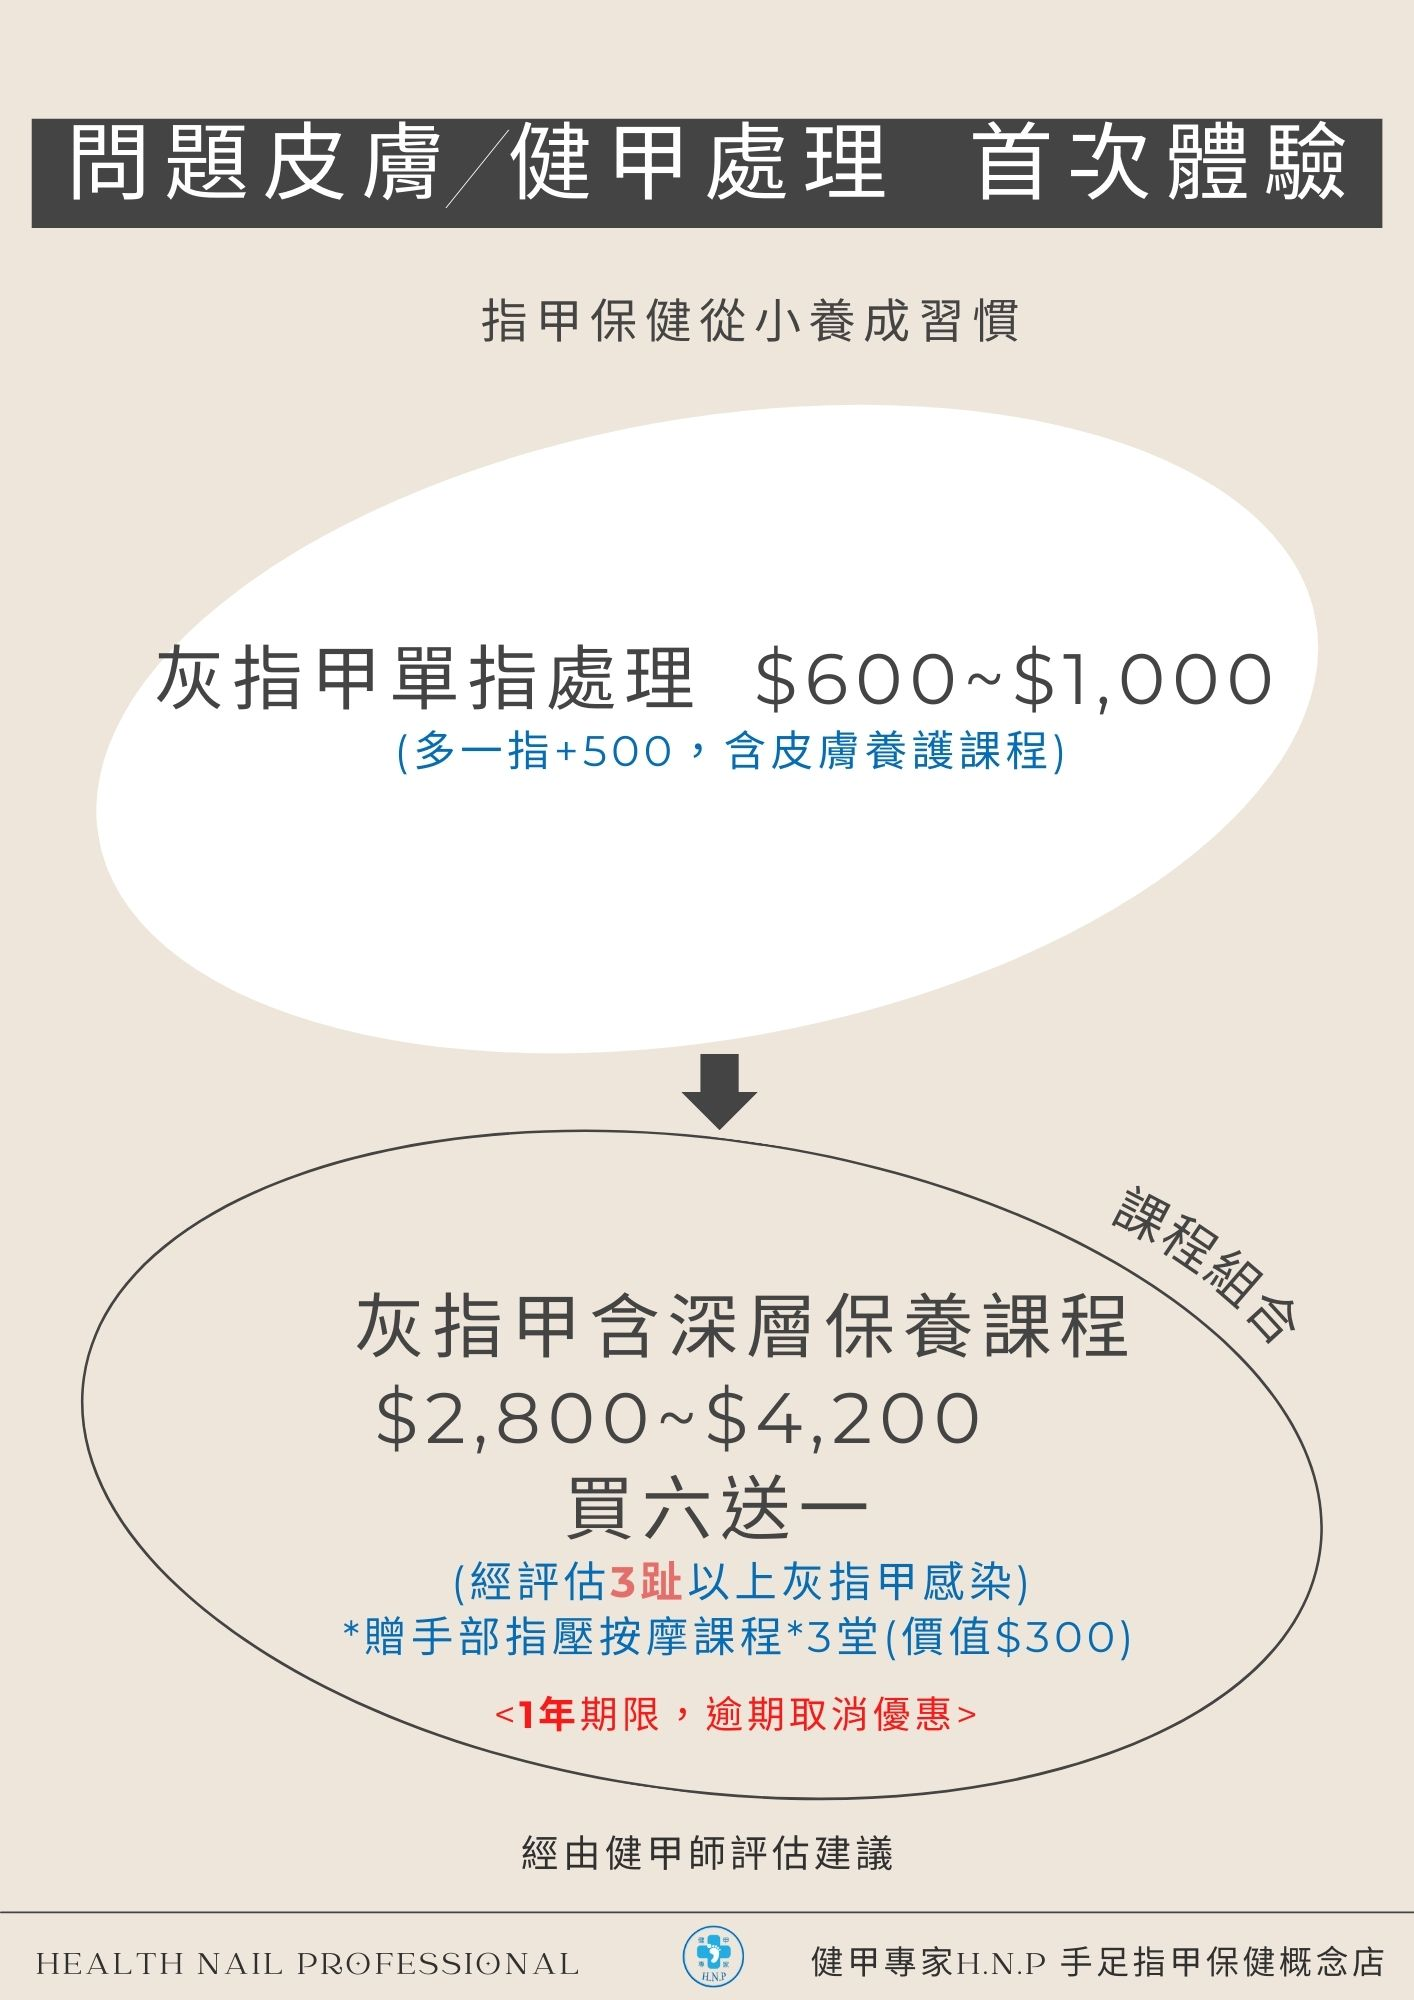 問題皮膚/健甲處理 首次體驗
指甲保健從小養成習慣
灰指甲單指處理 $600~$1,000
(多一指+500，含皮膚養護課程)
課程組合
灰指甲含深層保養課程
$2,800~$4,200
買六送一
(經評估3趾以上灰指甲感染)
*贈手部指壓按摩課程*3堂(價值$300)
<1年期限，逾期取消優惠>
經由健甲師評估建議
HEALTH NAIL PROFESSIONAL
健甲
專家
H.N.P
健甲專家H.N.P 手足指甲保健概念店